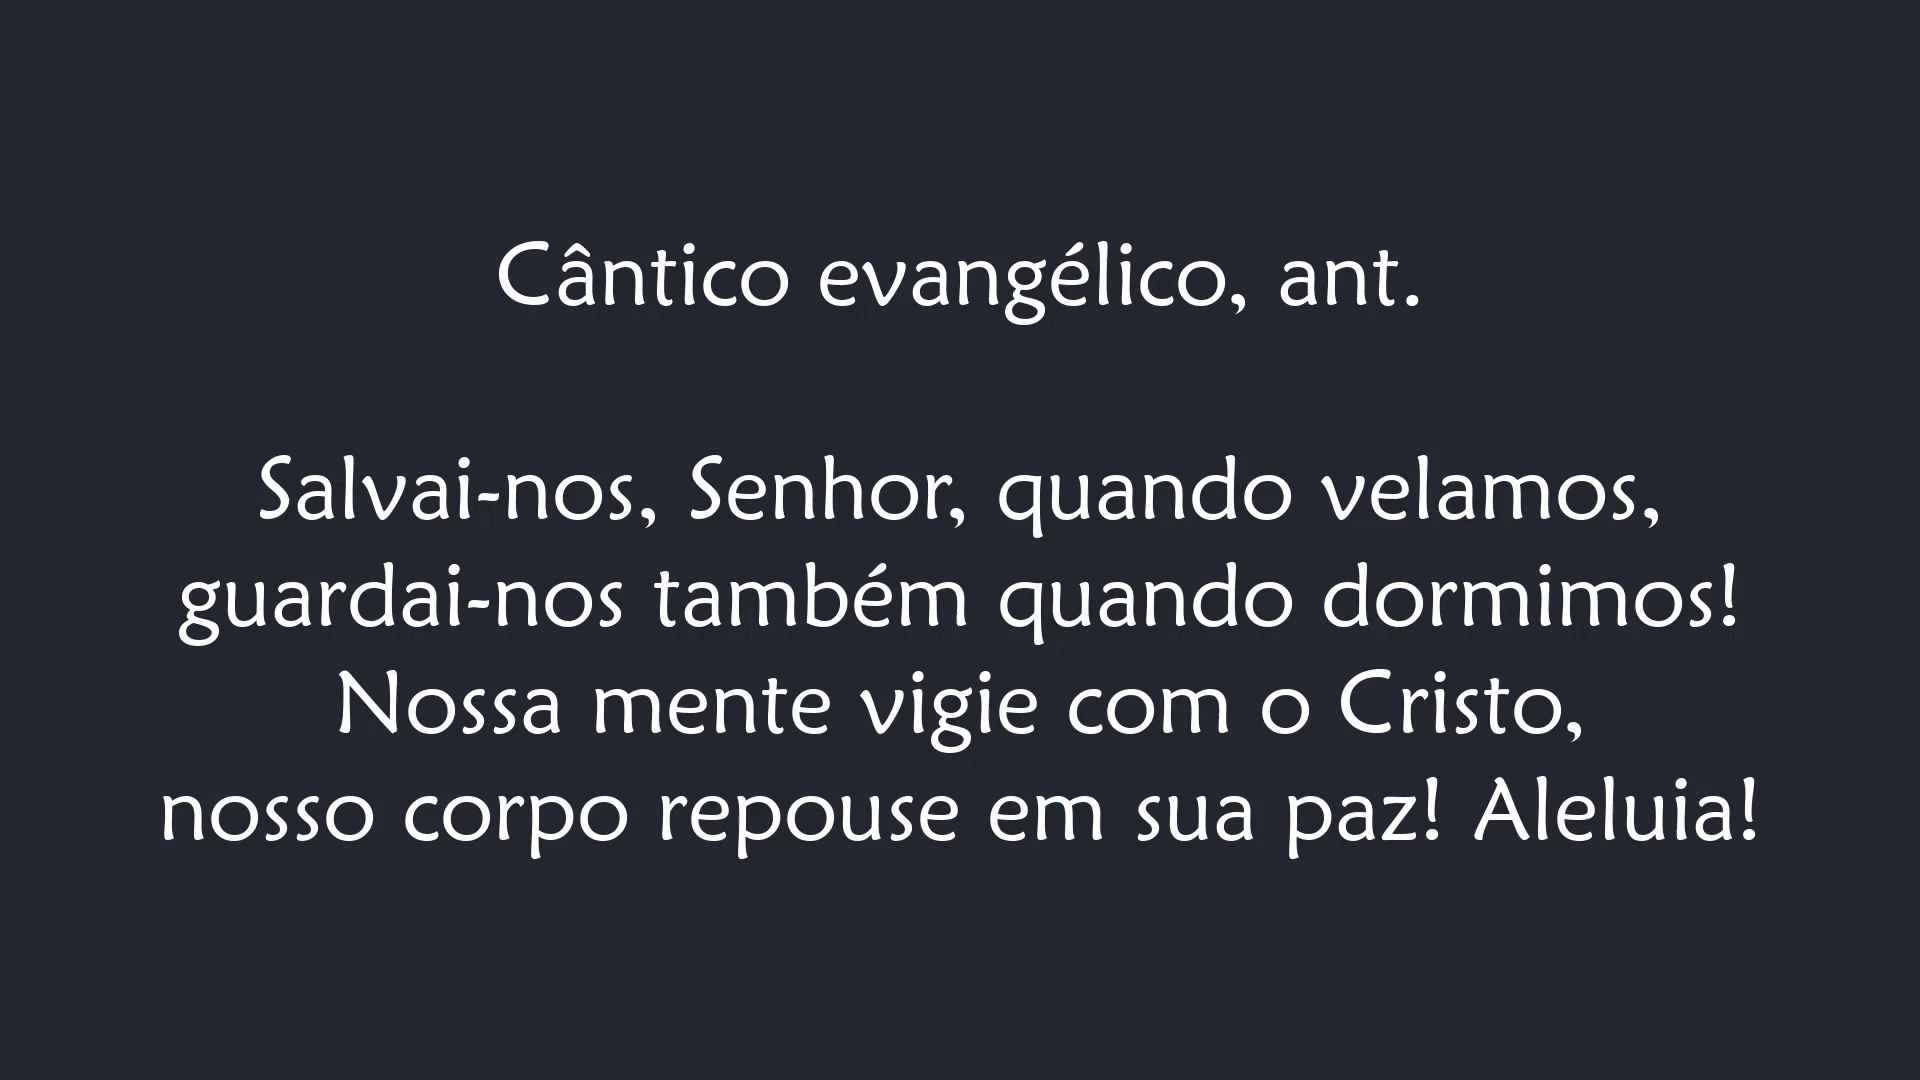 Cântico evangélico, ant.
Salvai-nos, Senhor, quando velamos,
guardai-nos também quando dormimos!
Nossa mente vigie com o Cristo,
nosso corpo repouse em sua paz! Aleluia!